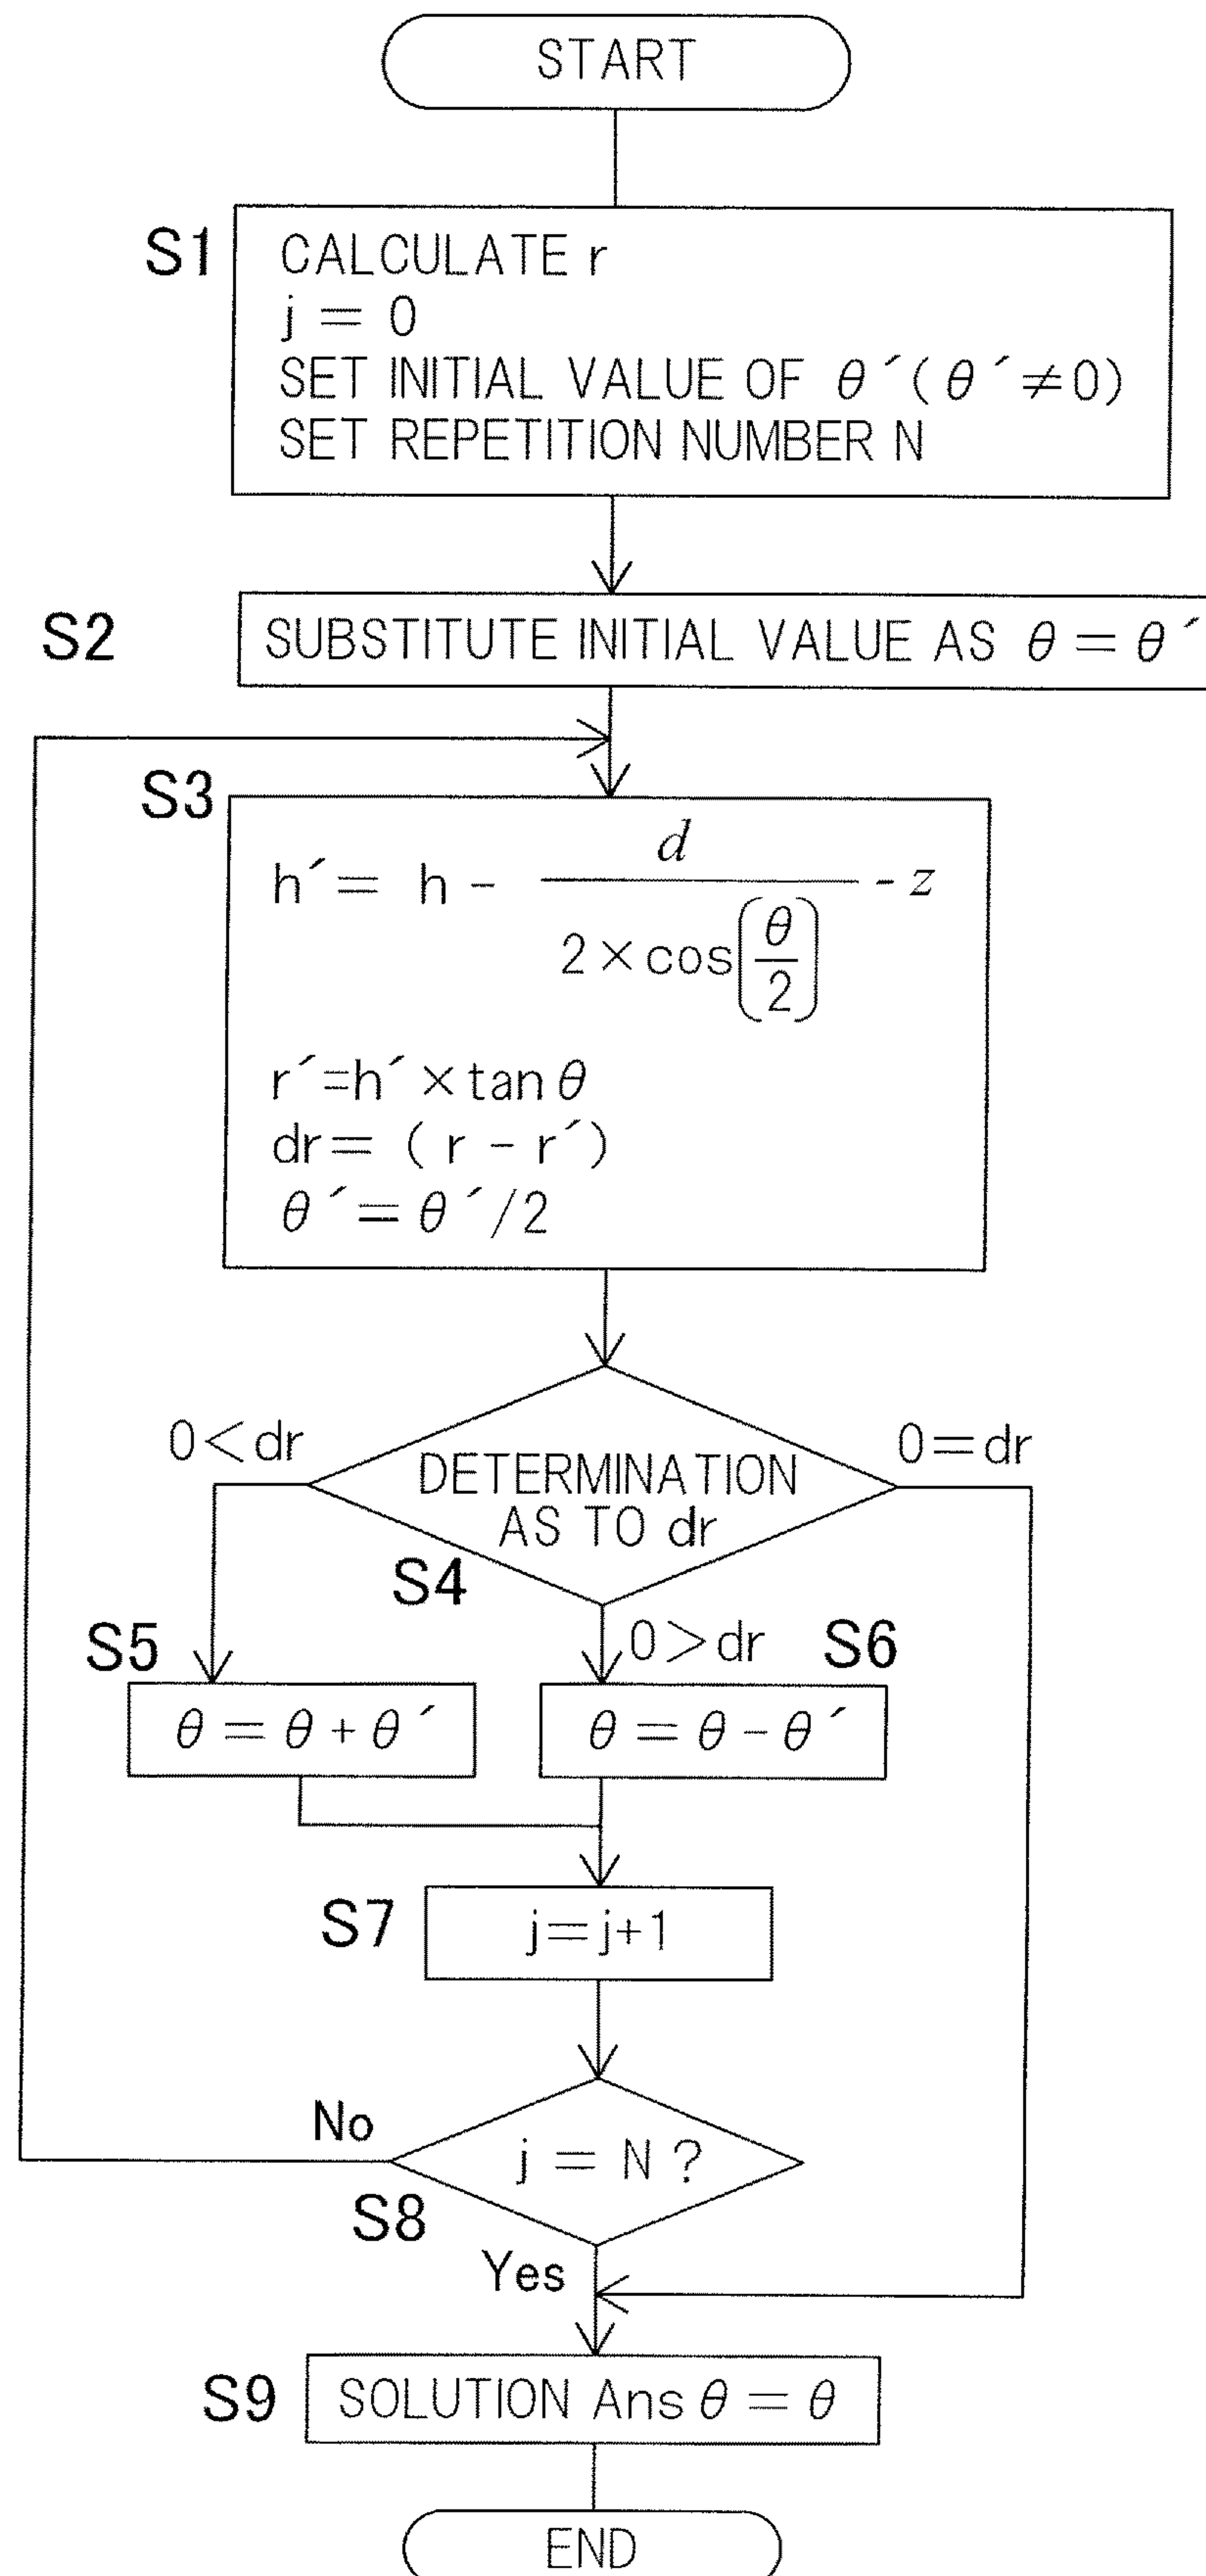 START
S1
CALCULATE r
j = 0
SET INITIAL VALUE OF θ´(θ´≠0)
SET REPETITION NUMBER N
S2
SUBSTITUTE INITIAL VALUE AS θ=θ´
S3
h´= h - d / (2×cos(θ/2)) - z
r´=h´×tanθ
dr= ( r - r´)
θ´=θ´/2
0<dr
0=dr
DETERMINATION
AS TO dr
S4
0>dr
S5
S6
θ=θ+θ´
θ=θ-θ´
S7
j=j+1
No
j = N ?
S8
Yes
S9
SOLUTION Ans θ=θ
END